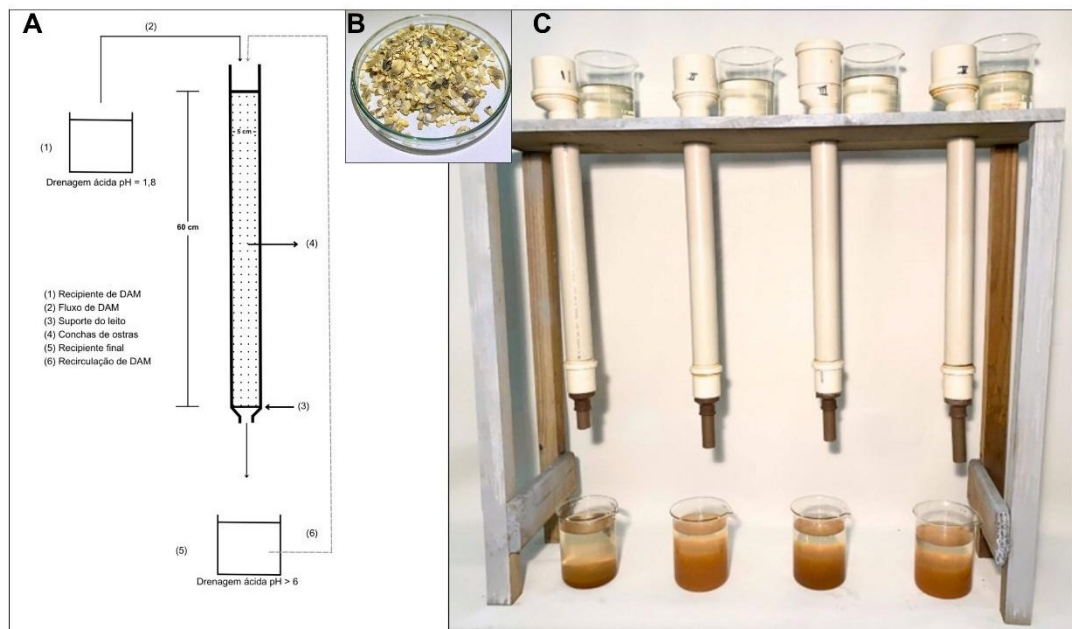 A
(2)
5 cm
(1)
Drenagem ácida pH = 1,8
60 cm
(4)
(1) Recipiente de DAM
(2) Fluxo de DAM
(3) Suporte do leito
(4) Conchas de ostras
(5) Recipiente final
(6) Recirculação de DAM
(3)
(6)
(5)
Drenagem ácida pH > 6
B
C
III